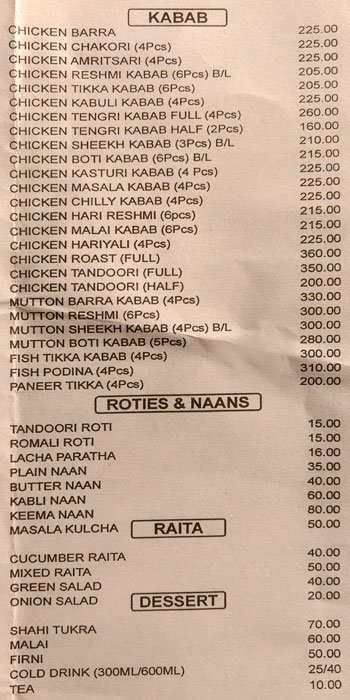 KABAB
CHICKEN BARRA 225.00
CHICKEN CHAKORI (4Pcs) 225.00
CHICKEN AMRITSARI (4Pcs) 225.00
CHICKEN RESHMI KABAB (6Pcs) B/L 205.00
CHICKEN TIKKA KABAB (6Pcs) 205.00
CHICKEN KABULI KABAB (4Pcs) 225.00
CHICKEN TENGRI KABAB FULL (4Pcs) 260.00
CHICKEN TENGRI KABAB HALF (2Pcs) 160.00
CHICKEN SHEEKH KABAB (3Pcs) B/L 210.00
CHICKEN BOTI KABAB (6Pcs) B/L 215.00
CHICKEN KASTURI KABAB (4 Pcs) 225.00
CHICKEN MASALA KABAB (4Pcs) 225.00
CHICKEN CHILLY KABAB (4Pcs) 225.00
CHICKEN HARI RESHMI (6pcs) 215.00
CHICKEN MALAI KABAB (6Pcs) 215.00
CHICKEN HARIYALI (4Pcs) 225.00
CHICKEN ROAST (FULL) 360.00
CHICKEN TANDOORI (FULL) 350.00
CHICKEN TANDOORI (HALF) 200.00
MUTTON BARRA KABAB (4Pcs) 330.00
MUTTON RESHMI (6Pcs) 300.00
MUTTON SHEEKH KABAB (4Pcs) B/L 300.00
MUTTON BOTI KABAB (5Pcs) 280.00
FISH TIKKA KABAB (4Pcs) 300.00
FISH PODINA (4Pcs) 310.00
PANEER TIKKA (4Pcs) 200.00
ROTIES & NAANS
TANDOORI ROTI 15.00
ROMALI ROTI 15.00
LACHA PARATHA 16.00
PLAIN NAAN 35.00
BUTTER NAAN 40.00
KABLI NAAN 60.00
KEEMA NAAN 80.00
MASALA KULCHA 50.00
RAITA
CUCUMBER RAITA 40.00
MIXED RAITA 50.00
GREEN SALAD 40.00
ONION SALAD 20.00
DESSERT
SHAHI TUKRA 70.00
MALAI 60.00
FIRNI 50.00
COLD DRINK (300ML/600ML) 25/40
TEA 10.00